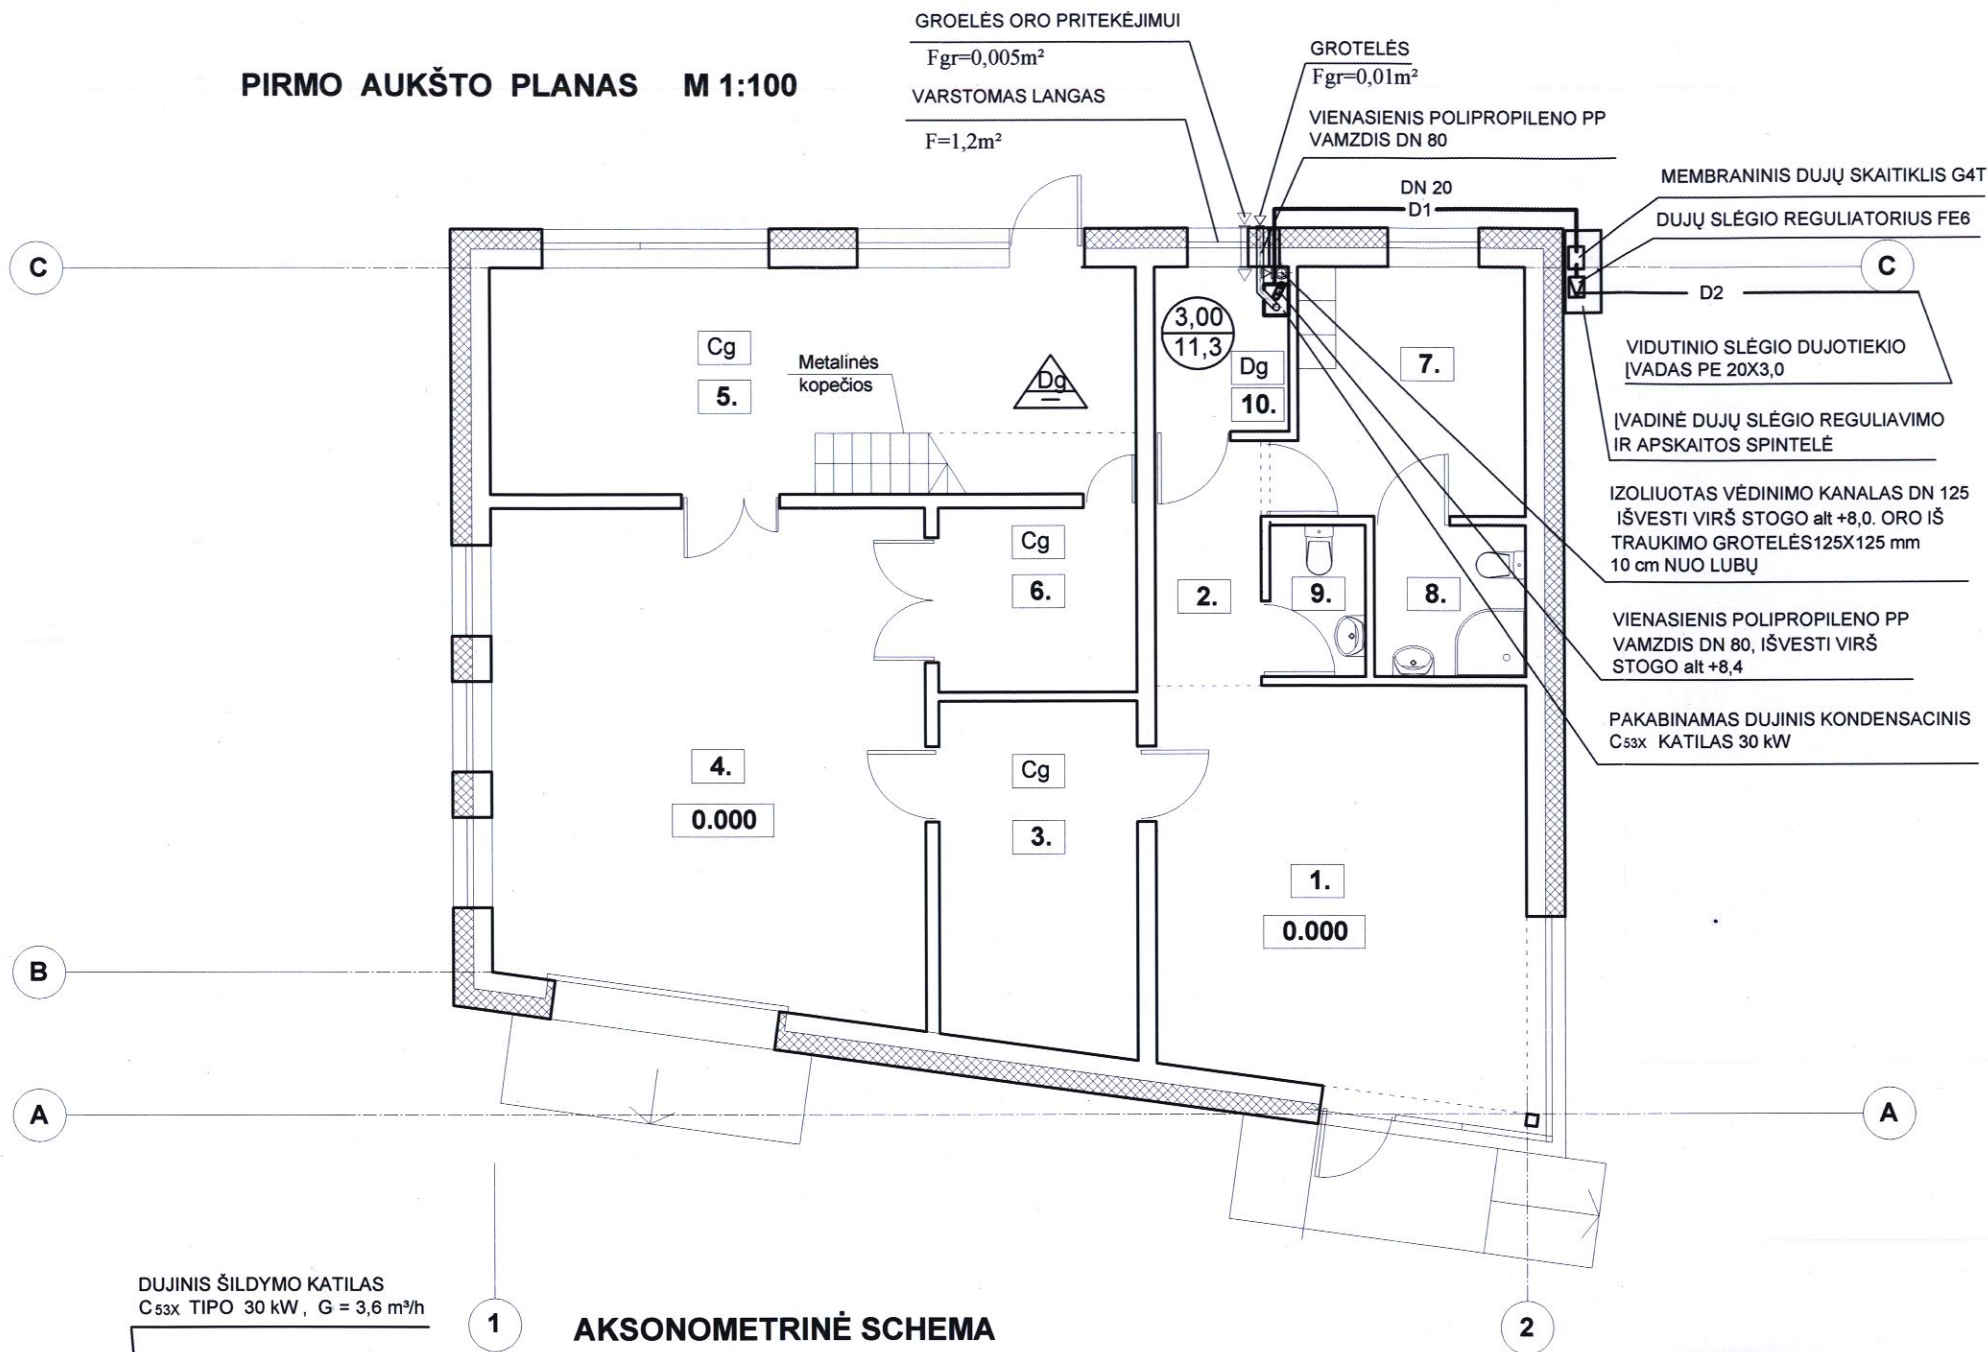 GROELĖS ORO PRITEKĖJIMUI
Fgr=0,005m²
VARSTOMAS LANGAS
F=1,2m²
PIRMO AUKŠTO PLANAS M 1:100
GROTELĖS
Fgr=0,01m²
VIENASIENIS POLIPROPILENO PP
VAMZDIS DN 80
DN 20
D1
MEMBRANINIS DUJŲ SKAITIKLIS G4T
DUJŲ SLĖGIO REGULIATORIUS FE6
C
C
D2
VIDUTINIO SLĖGIO DUJOTIEKIO
ĮVADAS PE 20X3,0
ĮVADINĖ DUJŲ SLĖGIO REGULIAVIMO
IR APSKAITOS SPINTELĖ
IZOLIUOTAS VĖDINIMO KANALAS DN 125
IŠVESTI VIRŠ STOGO alt +8,0. ORO IŠ
TRAUKIMO GROTELĖS125X125 mm
10 cm NUO LUBŲ
VIENASIENIS POLIPROPILENO PP
VAMZDIS DN 80, IŠVESTI VIRŠ
STOGO alt +8,4
PAKABINAMAS DUJINIS KONDENSACINIS
C53X KATILAS 30 kW
Cg
5.
Metalinės
kopėčios
Dg
3,00
11,3
Dg
10.
7.
Cg
6.
2.
9.
8.
4.
0.000
Cg
3.
1.
0.000
B
A
A
DUJINIS ŠILDYMO KATILAS
C53X TIPO 30 kW , G = 3,6 m³/h
1
AKSONOMETRINĖ SCHEMA
2